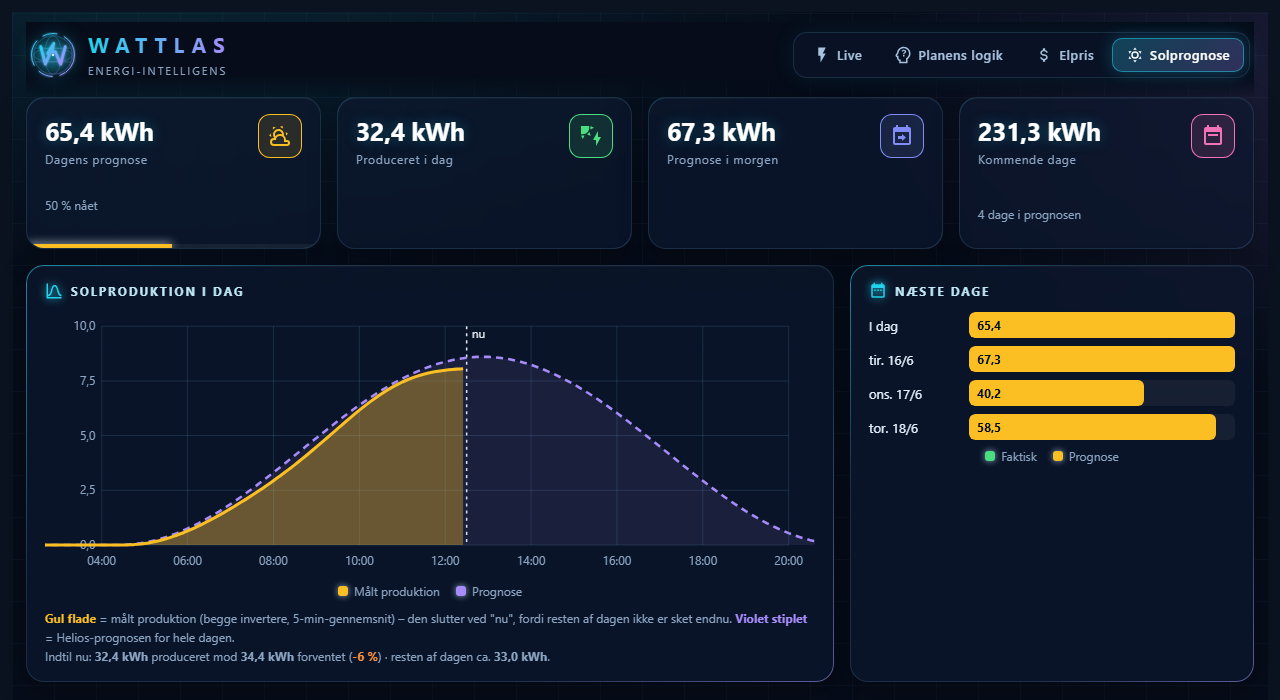 WATTLAS
ENERGI-INTELLIGENS
Live
Planens logik
Elpris
Solprognose
65,4 kWh
Dagens prognose
50 % nået
32,4 kWh
Produceret i dag
67,3 kWh
Prognose i morgen
231,3 kWh
Kommende dage
4 dage i prognosen
SOLPRODUKTION I DAG
10,0
7,5
5,0
2,5
0,0
nu
04:00 06:00 08:00 10:00 12:00 14:00 16:00 18:00 20:00
Målt produktion Prognose
Gul flade = målt produktion (begge invertere, 5-min-gennemsnit) – den slutter ved "nu", fordi resten af dagen ikke er sket endnu. Violet stiplet
= Helios-prognosen for hele dagen.
Indtil nu: 32,4 kWh produceret mod 34,4 kWh forventet (-6 %) · resten af dagen ca. 33,0 kWh.
NÆSTE DAGE
I dag 65,4
tir. 16/6 67,3
ons. 17/6 40,2
tor. 18/6 58,5
Faktisk Prognose